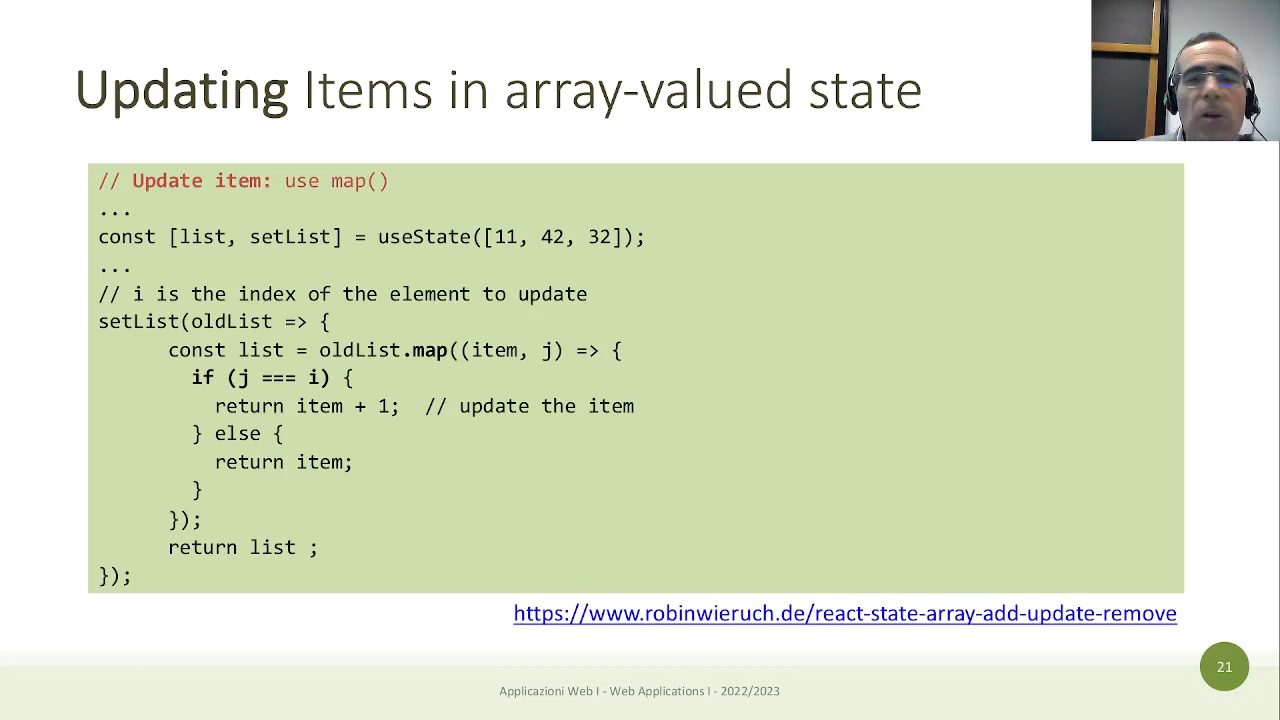 Updating Items in array-valued state
// Update item: use map()
...
const [list, setList] = useState([11, 42, 32]);
...
// i is the index of the element to update
setList(oldList => {
const list = oldList.map((item, j) => {
if (j === i) {
return item + 1;  // update the item
} else {
return item;
}
});
return list ;
});
https://www.robinwieruch.de/react-state-array-add-update-remove
21
Applicazioni Web I - Web Applications I - 2022/2023